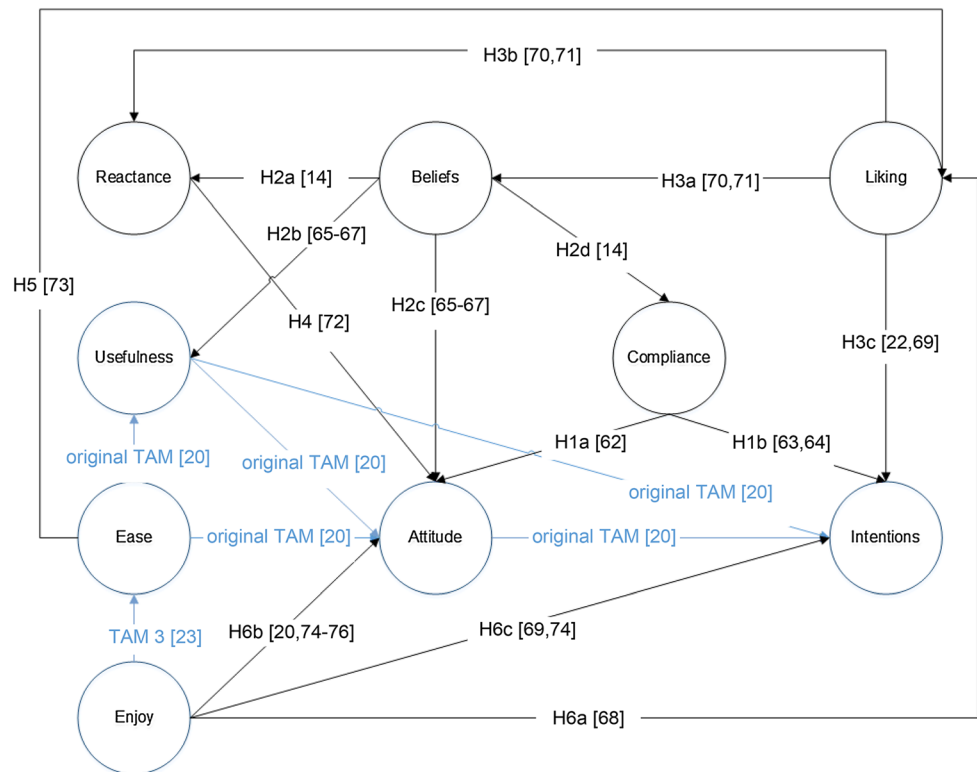 H3b [70,71]
Reactance
H2a [14]
Beliefs
H3a [70,71]
Liking
H2b [65-67]
H2d [14]
H5 [73]
H2c [65-67]
H4 [72]
H3c [22,69]
Usefulness
Compliance
original TAM [20]
original TAM [20]
H1a [62]
H1b [63,64]
original TAM [20]
Ease
original TAM [20]
Attitude
original TAM [20]
Intentions
TAM 3 [23]
H6b [20,74-76]
H6c [69,74]
Enjoy
H6a [68]